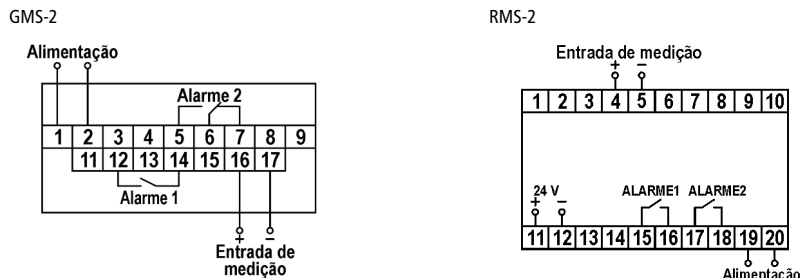 GMS-2
Alimentação
Alarme 2
1 2 3 4 5 6 7 8 9
11 12 13 14 15 16 17
Alarme 1
+ –
Entrada de
medição
RMS-2
Entrada de medição
+ –
1 2 3 4 5 6 7 8 9 10
24 V
+ –
ALARME1 ALARME2
11 12 13 14 15 16 17 18 19 20
Alimentação